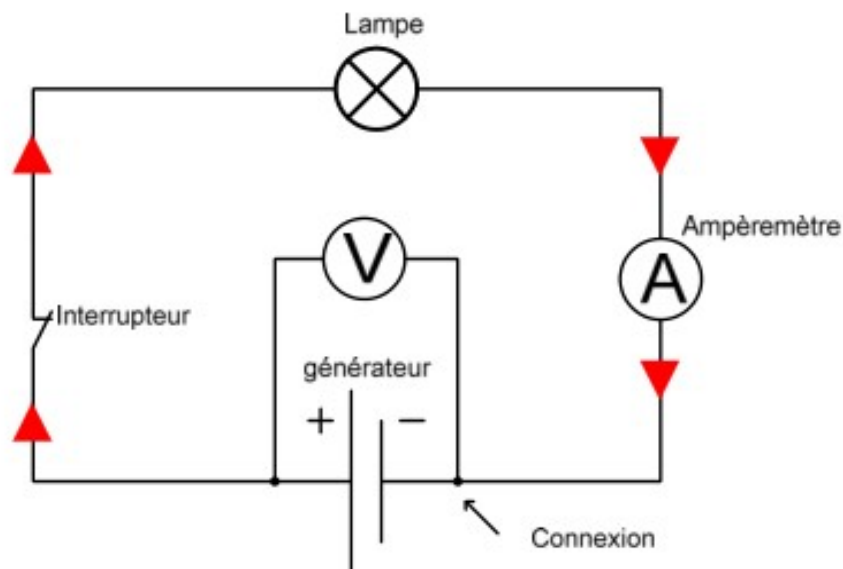 Lampe
Ampèremètre
V
A
Interrupteur
générateur
+ −
Connexion